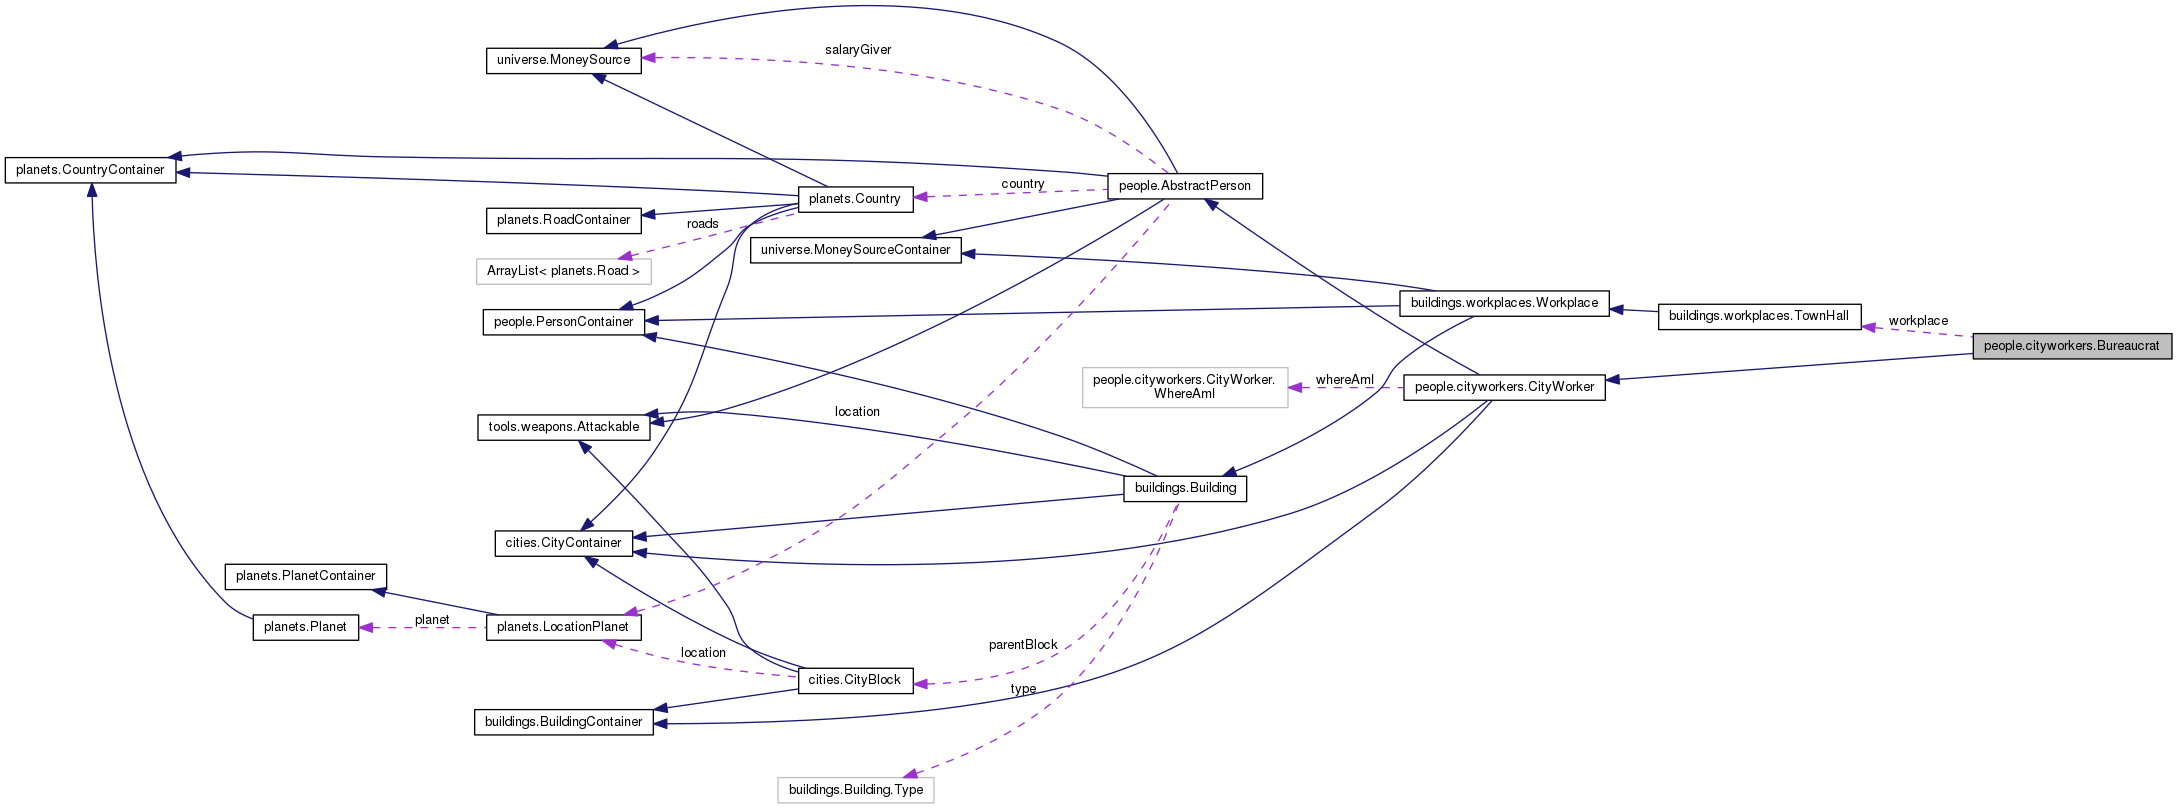 universe.MoneySource
salaryGiver
planets.CountryContainer
people.AbstractPerson
country
planets.Country
planets.RoadContainer
roads
universe.MoneySourceContainer
ArrayList< planets.Road >
people.PersonContainer
buildings.workplaces.Workplace
buildings.workplaces.TownHall
workplace
people.cityworkers.Bureaucrat
people.cityworkers.CityWorker.
WhereAmI
whereAmI
people.cityworkers.CityWorker
location
tools.weapons.Attackable
buildings.Building
cities.CityContainer
planets.PlanetContainer
planets.Planet
planet
planets.LocationPlanet
location
parentBlock
cities.CityBlock
type
buildings.BuildingContainer
buildings.Building.Type